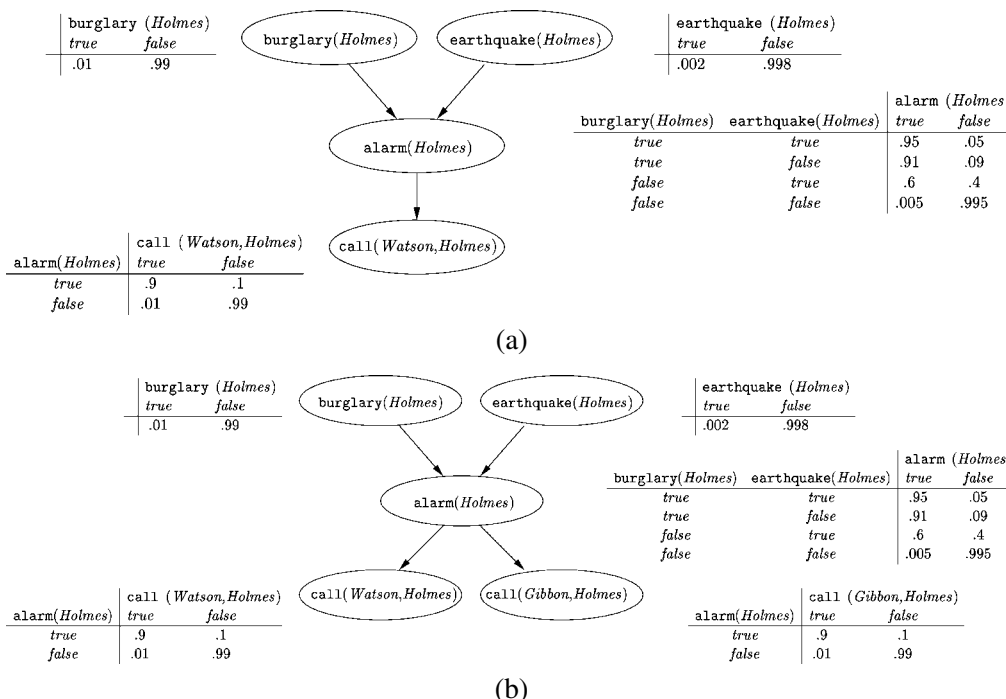 burglary (Holmes)
true false
.01 .99
burglary(Holmes)
earthquake(Holmes)
earthquake (Holmes)
true false
.002 .998
alarm(Holmes)
alarm (Holmes
burglary(Holmes) earthquake(Holmes) true false
true true .95 .05
true false .91 .09
false true .6 .4
false false .005 .995
call(Watson,Holmes)
call (Watson,Holmes)
alarm(Holmes) true false
true .9 .1
false .01 .99
(a)
burglary (Holmes)
true false
.01 .99
burglary(Holmes)
earthquake(Holmes)
earthquake (Holmes)
true false
.002 .998
alarm(Holmes)
alarm (Holmes
burglary(Holmes) earthquake(Holmes) true false
true true .95 .05
true false .91 .09
false true .6 .4
false false .005 .995
call(Watson,Holmes)
call(Gibbon,Holmes)
call (Watson,Holmes)
alarm(Holmes) true false
true .9 .1
false .01 .99
call (Gibbon,Holmes)
alarm(Holmes) true false
true .9 .1
false .01 .99
(b)